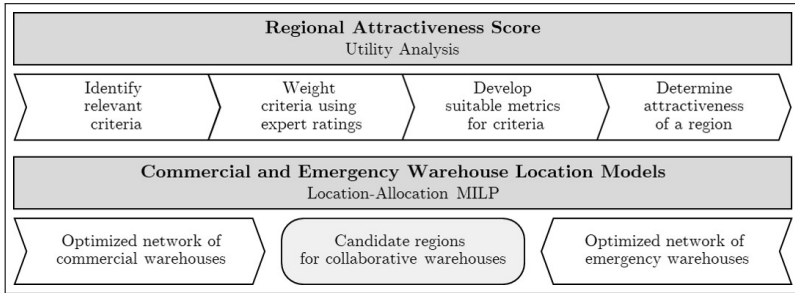 Regional Attractiveness Score
Utility Analysis
Identify
relevant
criteria
Weight
criteria using
expert ratings
Develop
suitable metrics
for criteria
Determine
attractiveness
of a region
Commercial and Emergency Warehouse Location Models
Location-Allocation MILP
Optimized network of
commercial warehouses
Candidate regions
for collaborative warehouses
Optimized network of
emergency warehouses